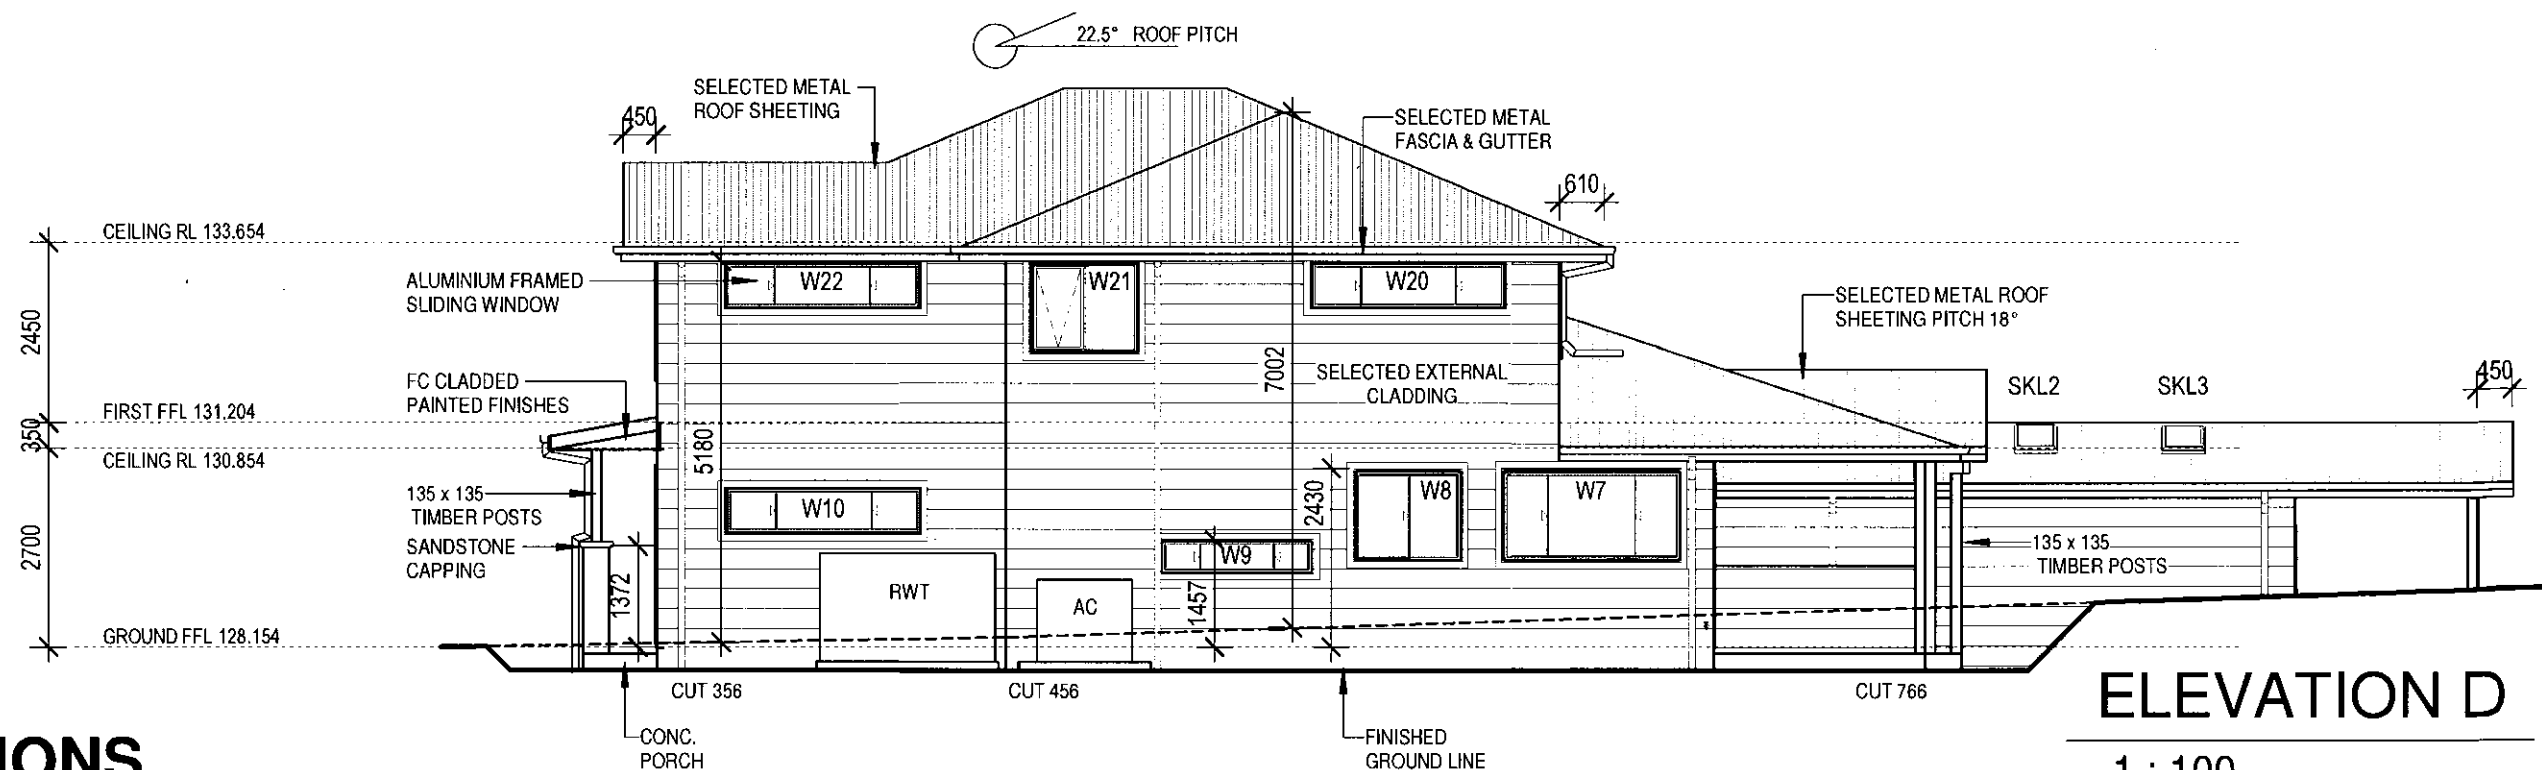 22.5° ROOF PITCH
SELECTED METAL
ROOF SHEETING
450
SELECTED METAL
FASCIA & GUTTER
610
CEILING RL 133.654
ALUMINIUM FRAMED
SLIDING WINDOW
W22
W21
W20
SELECTED METAL ROOF
SHEETING PITCH 18°
2450
7002
SELECTED EXTERNAL
CLADDING
FC CLADDED
PAINTED FINISHES
SKL2
SKL3
450
FIRST FFL 131.204
350
CEILING RL 130.854
5180
135 x 135
TIMBER POSTS
W10
2430
W8
W7
SANDSTONE
CAPPING
W9
135 x 135
TIMBER POSTS
2700
1372
RWT
AC
1457
GROUND FFL 128.154
CUT 356
CUT 456
CUT 766
CONC.
PORCH
FINISHED
GROUND LINE
ELEVATION D
1 : 100
IONS